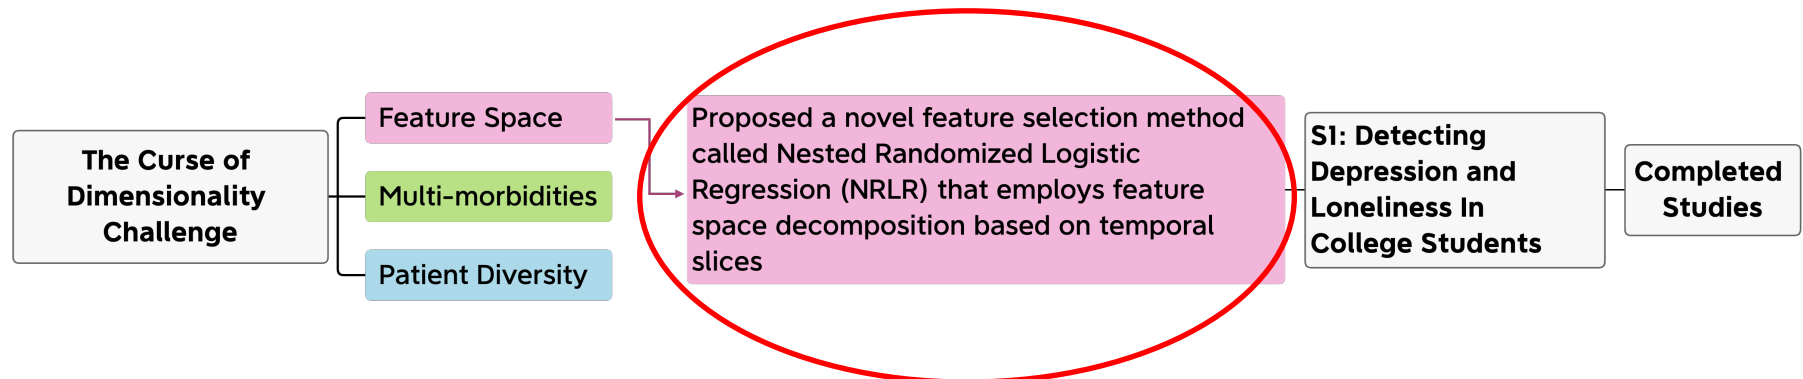 The Curse of
Dimensionality
Challenge
Feature Space
Multi-morbidities
Patient Diversity
Proposed a novel feature selection method
called Nested Randomized Logistic
Regression (NRLR) that employs feature
space decomposition based on temporal
slices
S1: Detecting
Depression and
Loneliness In
College Students
Completed
Studies